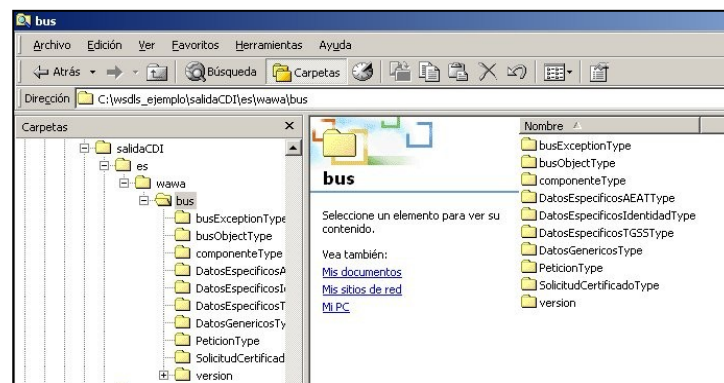 bus
Archivo Edición Ver Favoritos Herramientas Ayuda
Atrás Búsqueda Carpetas
Dirección C:\wsdls_ejemplo\salidaCDI\es\wawa\bus
Carpetas
salidaCDI
es
wawa
bus
busExceptionType
busObjectType
componenteType
DatosEspecificosA
DatosEspecificosI
DatosEspecificosT
DatosGenericosTy
PeticionType
SolicitudCertificad
version
bus
Seleccione un elemento para ver su
contenido.
Vea también:
Mis documentos
Mis sitios de red
Mi PC
Nombre
busExceptionType
busObjectType
componenteType
DatosEspecificosAEATType
DatosEspecificosIdentidadType
DatosEspecificosTGSSType
DatosGenericosType
PeticionType
SolicitudCertificadoType
version